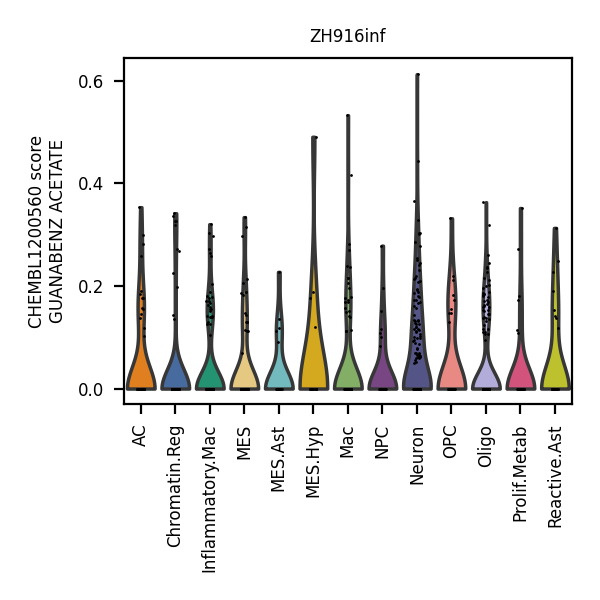 ZH916inf
CHEMBL1200560 score
GUANABENZ ACETATE
0.6
0.4
0.2
0.0
AC
Chromatin.Reg
Inflammatory.Mac
MES
MES.Ast
MES.Hyp
Mac
NPC
Neuron
OPC
Oligo
Prolif.Metab
Reactive.Ast